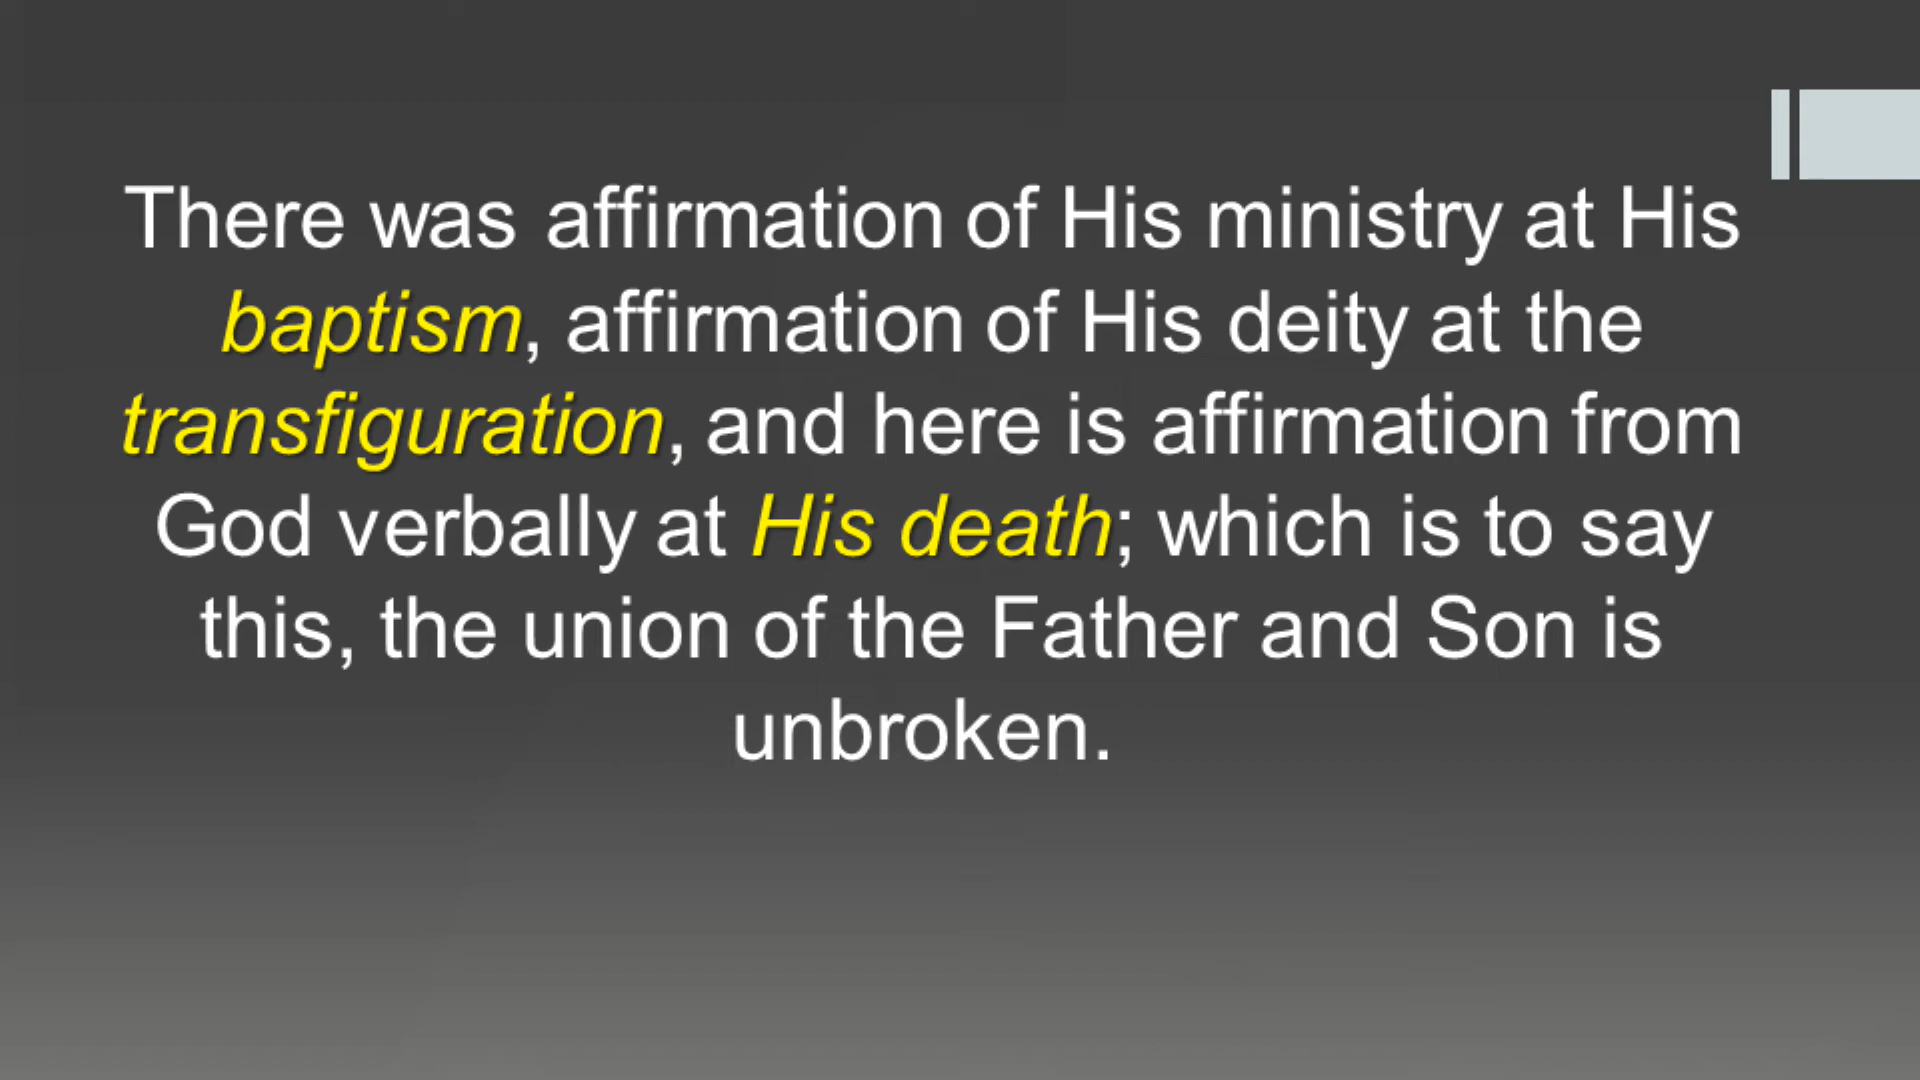 There was affirmation of His ministry at His
baptism, affirmation of His deity at the
transfiguration, and here is affirmation from
God verbally at His death; which is to say
this, the union of the Father and Son is
unbroken.